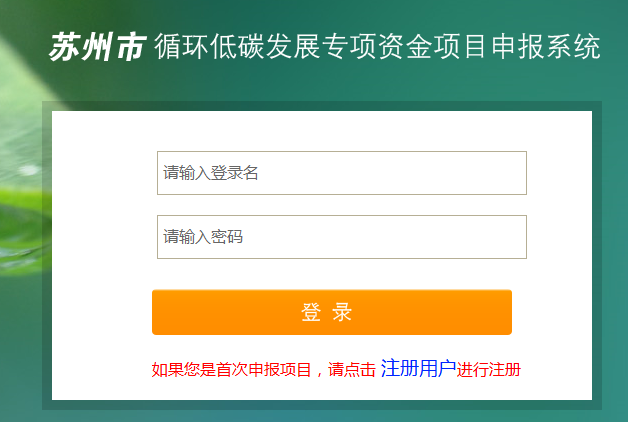 苏州市 循环低碳发展专项资金项目申报系统
请输入登录名
请输入密码
登 录
如果您是首次申报项目，请点击 注册用户进行注册